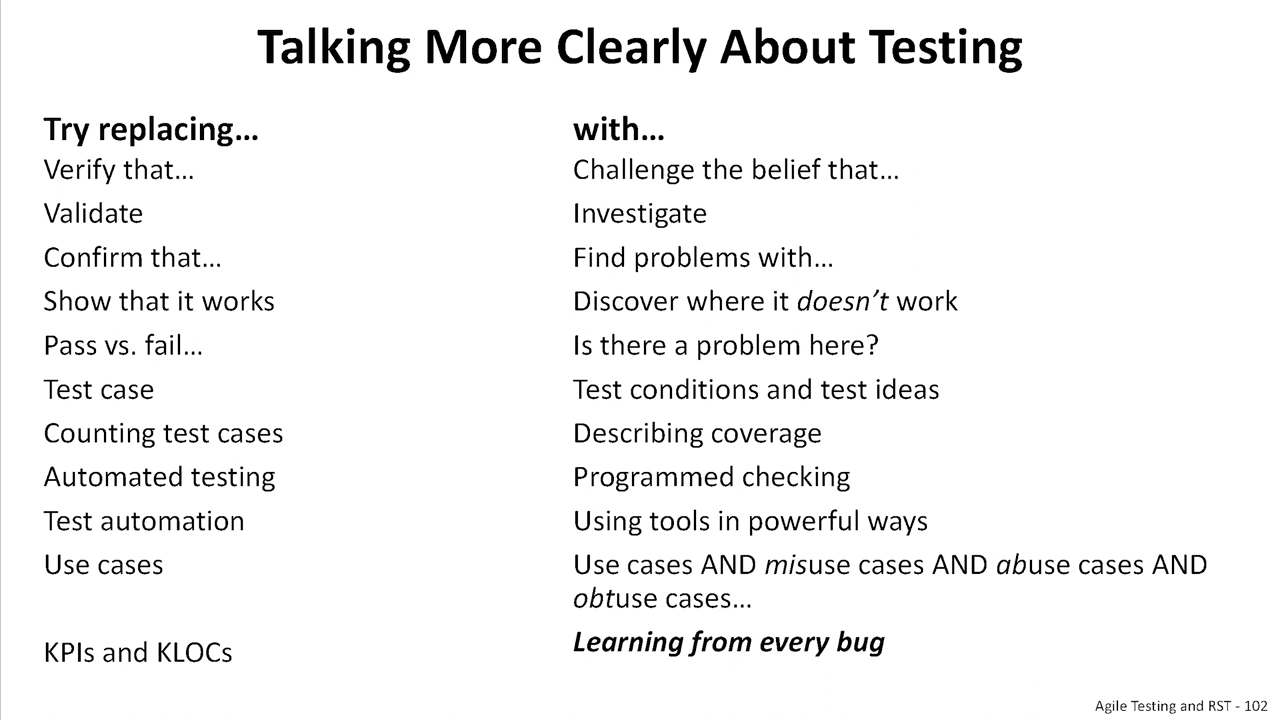 Talking More Clearly About Testing
Try replacing… with…
Verify that… Challenge the belief that…
Validate Investigate
Confirm that… Find problems with…
Show that it works Discover where it doesn’t work
Pass vs. fail… Is there a problem here?
Test case Test conditions and test ideas
Counting test cases Describing coverage
Automated testing Programmed checking
Test automation Using tools in powerful ways
Use cases Use cases AND misuse cases AND abuse cases AND
obtuse cases…
KPIs and KLOCs Learning from every bug
Agile Testing and RST - 102